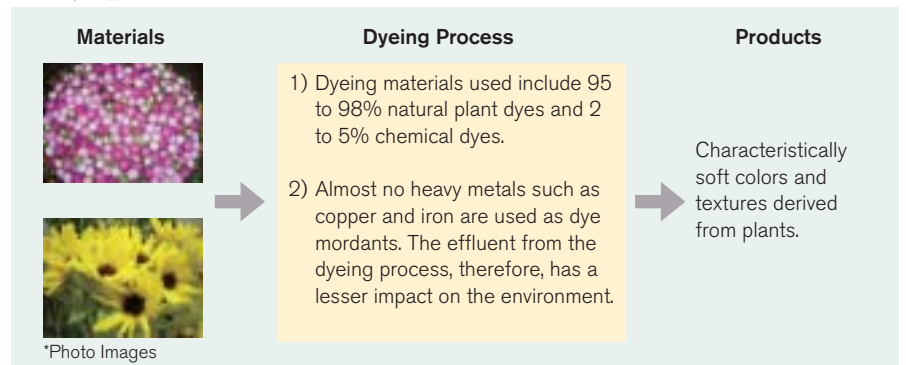 Materials
Dyeing Process
Products
1) Dyeing materials used include 95
to 98% natural plant dyes and 2
to 5% chemical dyes.
2) Almost no heavy metals such as
copper and iron are used as dye
mordants. The effluent from the
dyeing process, therefore, has a
lesser impact on the environment.
Characteristically
soft colors and
textures derived
from plants.
*Photo Images